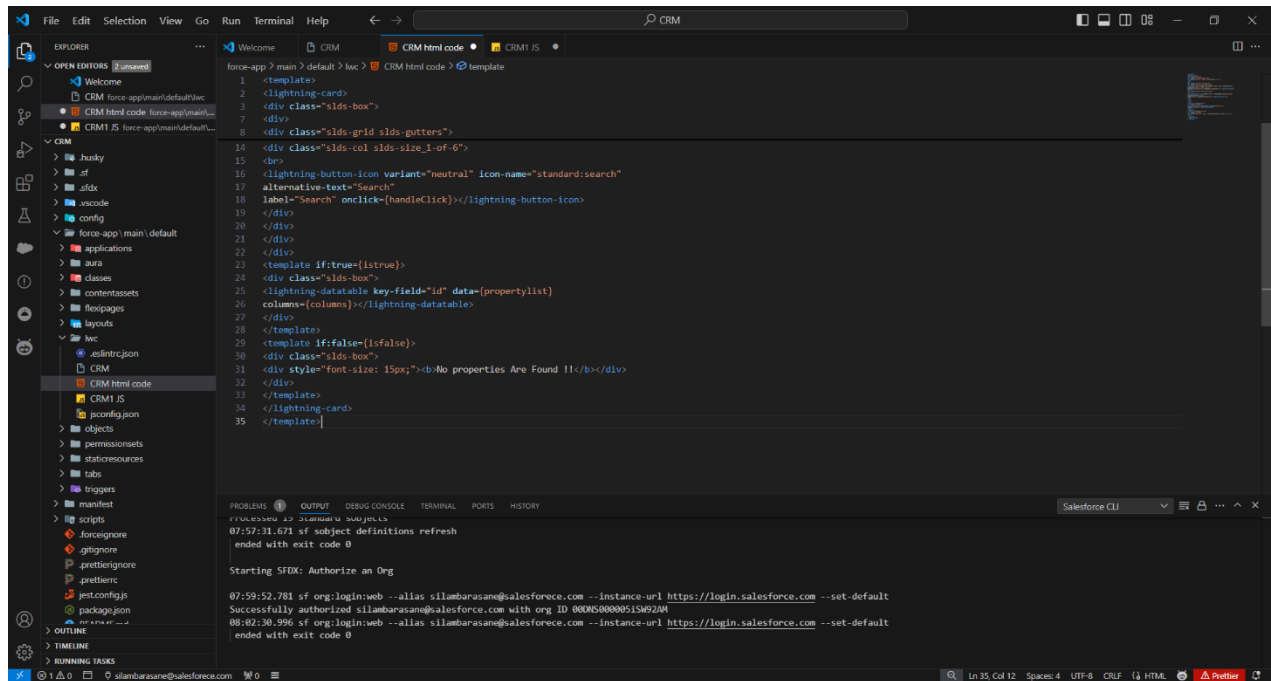 File Edit Selection View Go Run Terminal Help
CRM
EXPLORER
OPEN EDITORS 2 unsaved
Welcome
CRM force-app\main\default\lwc
CRM html code force-app\main\...
CRM1 JS force-app\main\default\...
CRM
.husky
.sf
.sfdx
.vscode
config
force-app\main\default
applications
aura
classes
contentassets
flexipages
layouts
lwc
.eslintrc.json
CRM
CRM html code
CRM1 JS
jsconfig.json
objects
permissionsets
staticresources
tabs
triggers
manifest
scripts
.forceignore
.gitignore
.prettierignore
.prettierrc
jest.config.js
package.json
OUTLINE
TIMELINE
RUNNING TASKS
Welcome CRM CRM html code CRM1 JS
force-app > main > default > lwc > CRM html code > template
1 <template>
2 <lightning-card>
3 <div class="slds-box">
7 <div>
8 <div class="slds-grid slds-gutters">
14 <div class="slds-col slds-size_1-of-6">
15 <br>
16 <lightning-button-icon variant="neutral" icon-name="standard:search"
17 alternative-text="Search"
18 label="Search" onclick={handleClick}></lightning-button-icon>
19 </div>
20 </div>
21 </div>
22 </div>
23 <template if:true={istrue}>
24 <div class="slds-box">
25 <lightning-datatable key-field="id" data={propertylist}
26 columns={columns}></lightning-datatable>
27 </div>
28 </template>
29 <template if:false={isfalse}>
30 <div class="slds-box">
31 <div style="font-size: 15px;"><b>No properties Are Found !!</b></div>
32 </div>
33 </template>
34 </lightning-card>
35 </template>
PROBLEMS 1 OUTPUT DEBUG CONSOLE TERMINAL PORTS HISTORY
Salesforce CLI
Processed 15 Standard sObjects
07:57:31.671 sf sobject definitions refresh
ended with exit code 0
Starting SFDX: Authorize an Org
07:59:52.781 sf org:login:web --alias silambarasane@salesforece.com --instance-url https://login.salesforce.com --set-default
Successfully authorized silambarasane@salesforce.com with org ID 00DNS000005iSW92AM
08:02:30.996 sf org:login:web --alias silambarasane@salesforece.com --instance-url https://login.salesforce.com --set-default
ended with exit code 0
1 0 silambarasane@salesforece.com 0
Ln 35, Col 12 Spaces: 4 UTF-8 CRLF HTML Prettier